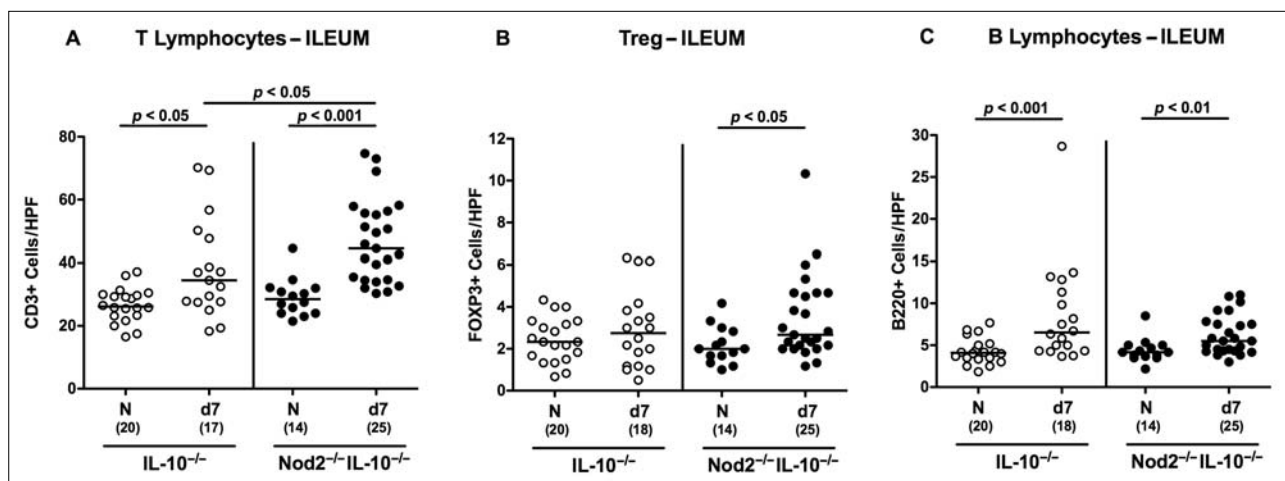 A T Lymphocytes – ILEUM
p < 0.05
p < 0.05 p < 0.001
CD3+ Cells/HPF
80
60
40
20
0
N d7 N d7
(20) (17) (14) (25)
IL-10–/– Nod2–/–IL-10–/–
B Treg – ILEUM
p < 0.05
FOXP3+ Cells/HPF
12
10
8
6
4
2
0
N d7 N d7
(20) (18) (14) (25)
IL-10–/– Nod2–/–IL-10–/–
C B Lymphocytes – ILEUM
p < 0.001 p < 0.01
B220+ Cells/HPF
30
25
20
15
10
5
0
N d7 N d7
(20) (18) (14) (25)
IL-10–/– Nod2–/–IL-10–/–